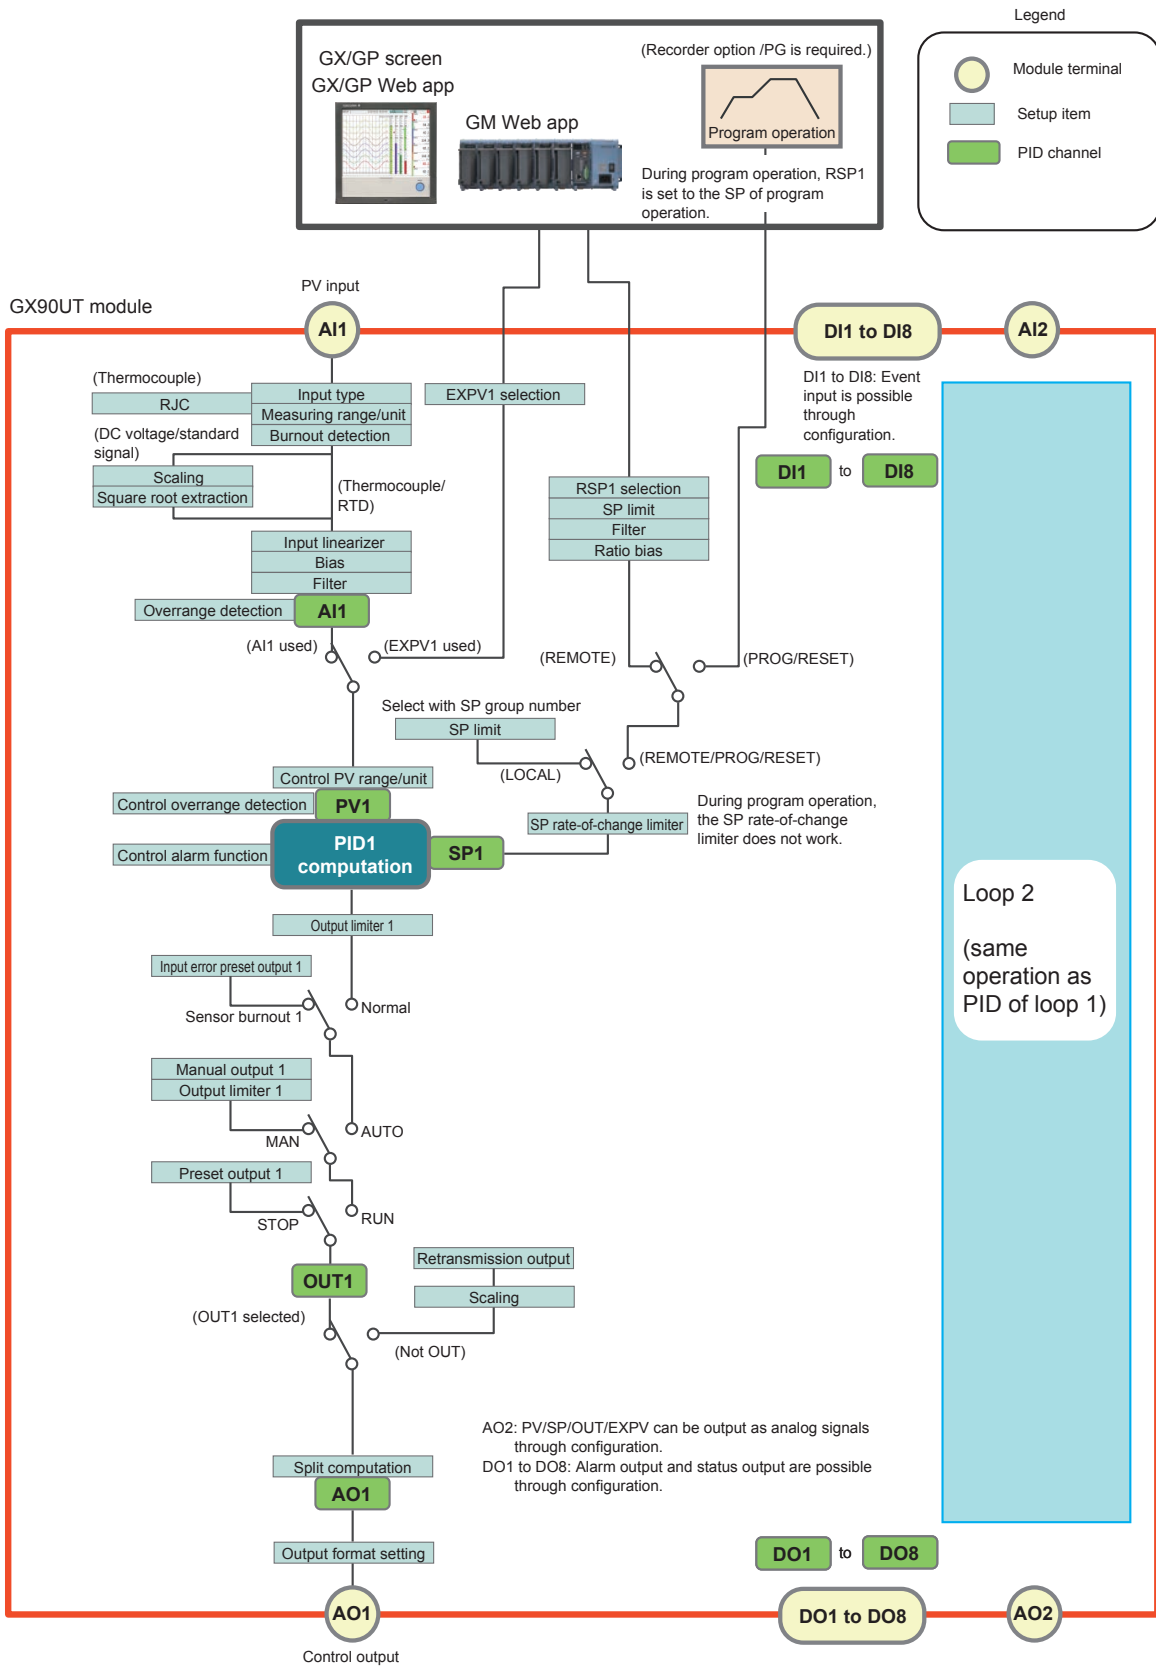 Legend
Module terminal
Setup item
PID channel
GX/GP screen
GX/GP Web app
GM Web app
(Recorder option /PG is required.)
Program operation
During program operation, RSP1
is set to the SP of program
operation.
PV input
GX90UT module
AI1
DI1 to DI8
AI2
(Thermocouple)
RJC
Input type
Measuring range/unit
Burnout detection
EXPV1 selection
DI1 to DI8: Event
input is possible
through
configuration.
(DC voltage/standard
signal)
Scaling
Square root extraction
(Thermocouple/
RTD)
DI1
to
DI8
RSP1 selection
SP limit
Filter
Ratio bias
Input linearizer
Bias
Filter
Overrange detection
AI1
(AI1 used)
(EXPV1 used)
(REMOTE)
(PROG/RESET)
Select with SP group number
SP limit
(LOCAL)
(REMOTE/PROG/RESET)
Control PV range/unit
Control overrange detection
PV1
SP rate-of-change limiter
During program operation,
the SP rate-of-change
limiter does not work.
Control alarm function
PID1
computation
SP1
Loop 2
(same
operation as
PID of loop 1)
Output limiter 1
Input error preset output 1
Sensor burnout 1
Normal
Manual output 1
Output limiter 1
MAN
AUTO
Preset output 1
STOP
RUN
OUT1
Retransmission output
Scaling
(OUT1 selected)
(Not OUT)
AO2: PV/SP/OUT/EXPV can be output as analog signals
through configuration.
DO1 to DO8: Alarm output and status output are possible
through configuration.
Split computation
AO1
Output format setting
DO1
to
DO8
AO1
DO1 to DO8
AO2
Control output